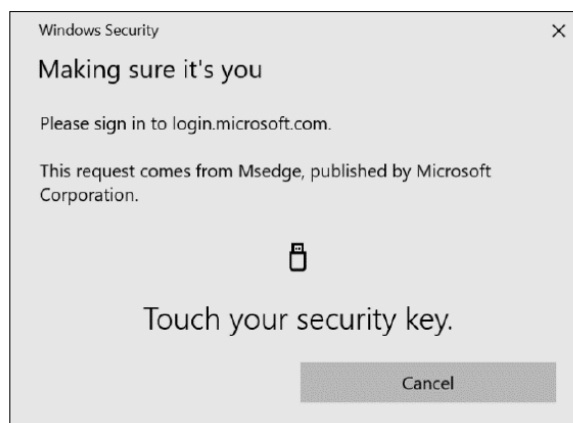 Windows Security
Making sure it's you
Please sign in to login.microsoft.com.
This request comes from Msedge, published by Microsoft
Corporation.
Touch your security key.
Cancel